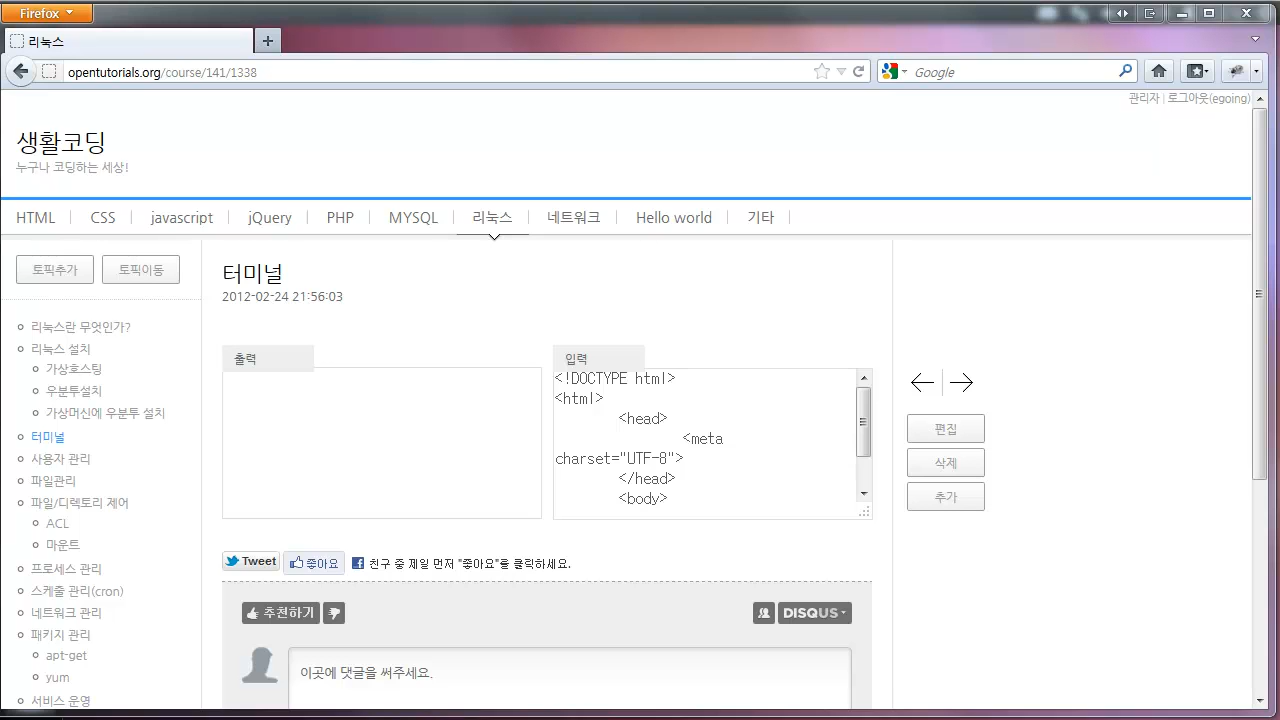 Firefox
리눅스
opentutorials.org/course/141/1338
Google
관리자 | 로그아웃(egoing)
생활코딩
누구나 코딩하는 세상!
HTML CSS javascript jQuery PHP MYSQL 리눅스 네트워크 Hello world 기타
토픽추가 토픽이동
리눅스란 무엇인가?
리눅스 설치
가상호스팅
우분투설치
가상머신에 우분투 설치
터미널
사용자 관리
파일관리
파일/디렉토리 제어
ACL
마운트
프로세스 관리
스케줄 관리(cron)
네트워크 관리
패키지 관리
apt-get
yum
서비스 운영
터미널
2012-02-24 21:56:03
출력
입력
<!DOCTYPE html>
<html>
<head>
<meta
charset="UTF-8">
</head>
<body>
편집
삭제
추가
Tweet 좋아요 친구 중 제일 먼저 "좋아요"를 클릭하세요.
추천하기 DISQUS
이곳에 댓글을 써주세요.